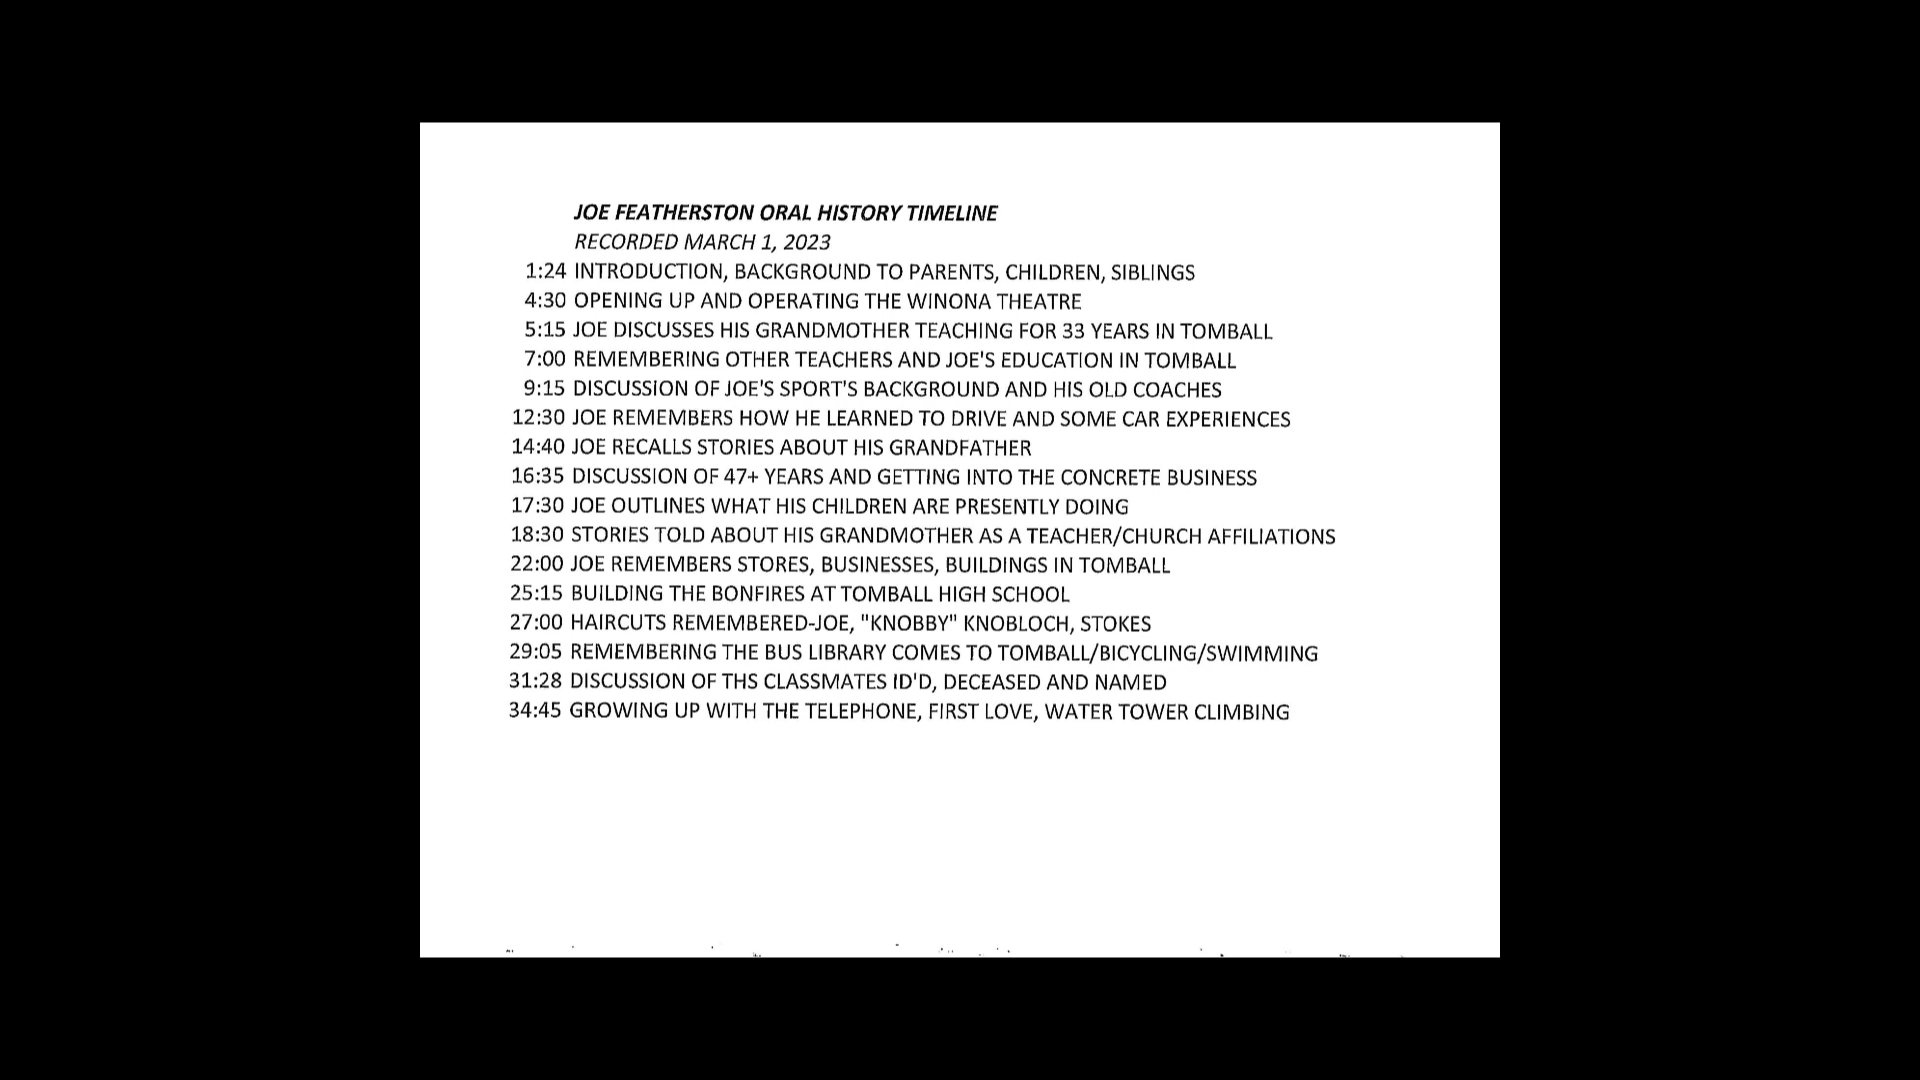 JOE FEATHERSTON ORAL HISTORY TIMELINE
RECORDED MARCH 1, 2023
1:24 INTRODUCTION, BACKGROUND TO PARENTS, CHILDREN, SIBLINGS
4:30 OPENING UP AND OPERATING THE WINONA THEATRE
5:15 JOE DISCUSSES HIS GRANDMOTHER TEACHING FOR 33 YEARS IN TOMBALL
7:00 REMEMBERING OTHER TEACHERS AND JOE'S EDUCATION IN TOMBALL
9:15 DISCUSSION OF JOE'S SPORT'S BACKGROUND AND HIS OLD COACHES
12:30 JOE REMEMBERS HOW HE LEARNED TO DRIVE AND SOME CAR EXPERIENCES
14:40 JOE RECALLS STORIES ABOUT HIS GRANDFATHER
16:35 DISCUSSION OF 47+ YEARS AND GETTING INTO THE CONCRETE BUSINESS
17:30 JOE OUTLINES WHAT HIS CHILDREN ARE PRESENTLY DOING
18:30 STORIES TOLD ABOUT HIS GRANDMOTHER AS A TEACHER/CHURCH AFFILIATIONS
22:00 JOE REMEMBERS STORES, BUSINESSES, BUILDINGS IN TOMBALL
25:15 BUILDING THE BONFIRES AT TOMBALL HIGH SCHOOL
27:00 HAIRCUTS REMEMBERED-JOE, "KNOBBY" KNOBLOCH, STOKES
29:05 REMEMBERING THE BUS LIBRARY COMES TO TOMBALL/BICYCLING/SWIMMING
31:28 DISCUSSION OF THS CLASSMATES ID'D, DECEASED AND NAMED
34:45 GROWING UP WITH THE TELEPHONE, FIRST LOVE, WATER TOWER CLIMBING